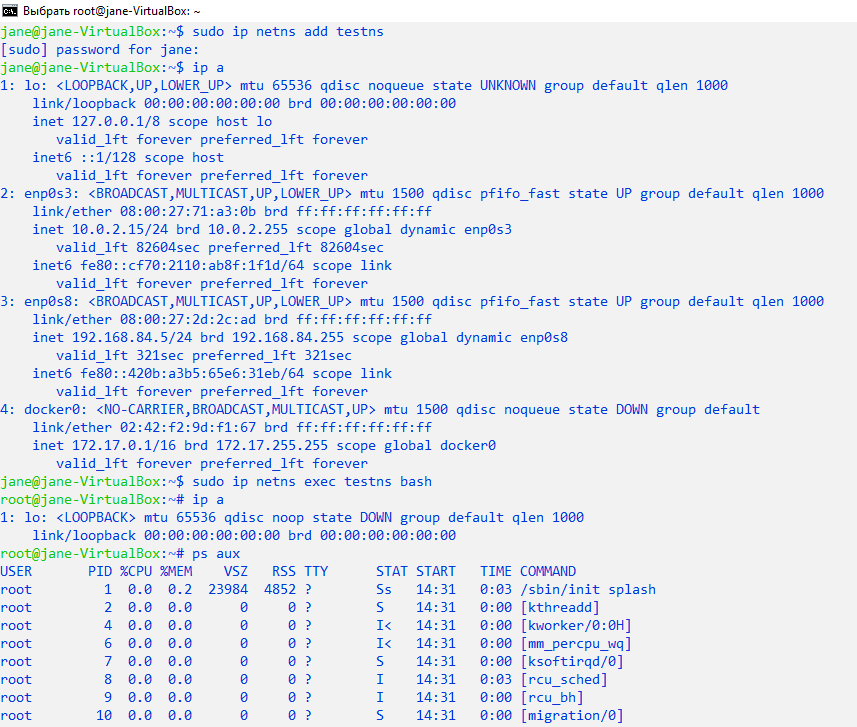 Выбрать root@jane-VirtualBox: ~
jane@jane-VirtualBox:~$ sudo ip netns add testns
[sudo] password for jane:
jane@jane-VirtualBox:~$ ip a
1: lo: <LOOPBACK,UP,LOWER_UP> mtu 65536 qdisc noqueue state UNKNOWN group default qlen 1000
    link/loopback 00:00:00:00:00:00 brd 00:00:00:00:00:00
    inet 127.0.0.1/8 scope host lo
       valid_lft forever preferred_lft forever
    inet6 ::1/128 scope host
       valid_lft forever preferred_lft forever
2: enp0s3: <BROADCAST,MULTICAST,UP,LOWER_UP> mtu 1500 qdisc pfifo_fast state UP group default qlen 1000
    link/ether 08:00:27:71:a3:0b brd ff:ff:ff:ff:ff:ff
    inet 10.0.2.15/24 brd 10.0.2.255 scope global dynamic enp0s3
       valid_lft 82604sec preferred_lft 82604sec
    inet6 fe80::cf70:2110:ab8f:1f1d/64 scope link
       valid_lft forever preferred_lft forever
3: enp0s8: <BROADCAST,MULTICAST,UP,LOWER_UP> mtu 1500 qdisc pfifo_fast state UP group default qlen 1000
    link/ether 08:00:27:2d:2c:ad brd ff:ff:ff:ff:ff:ff
    inet 192.168.84.5/24 brd 192.168.84.255 scope global dynamic enp0s8
       valid_lft 321sec preferred_lft 321sec
    inet6 fe80::420b:a3b5:65e6:31eb/64 scope link
       valid_lft forever preferred_lft forever
4: docker0: <NO-CARRIER,BROADCAST,MULTICAST,UP> mtu 1500 qdisc noqueue state DOWN group default
    link/ether 02:42:f2:9d:f1:67 brd ff:ff:ff:ff:ff:ff
    inet 172.17.0.1/16 brd 172.17.255.255 scope global docker0
       valid_lft forever preferred_lft forever
jane@jane-VirtualBox:~$ sudo ip netns exec testns bash
root@jane-VirtualBox:~# ip a
1: lo: <LOOPBACK> mtu 65536 qdisc noop state DOWN group default qlen 1000
    link/loopback 00:00:00:00:00:00 brd 00:00:00:00:00:00
root@jane-VirtualBox:~# ps aux
USER       PID %CPU %MEM    VSZ   RSS TTY      STAT START   TIME COMMAND
root         1  0.0  0.2  23984  4852 ?        Ss   14:31   0:03 /sbin/init splash
root         2  0.0  0.0      0     0 ?        S    14:31   0:00 [kthreadd]
root         4  0.0  0.0      0     0 ?        I<   14:31   0:00 [kworker/0:0H]
root         6  0.0  0.0      0     0 ?        I<   14:31   0:00 [mm_percpu_wq]
root         7  0.0  0.0      0     0 ?        S    14:31   0:00 [ksoftirqd/0]
root         8  0.0  0.0      0     0 ?        I    14:31   0:03 [rcu_sched]
root         9  0.0  0.0      0     0 ?        I    14:31   0:00 [rcu_bh]
root        10  0.0  0.0      0     0 ?        S    14:31   0:00 [migration/0]